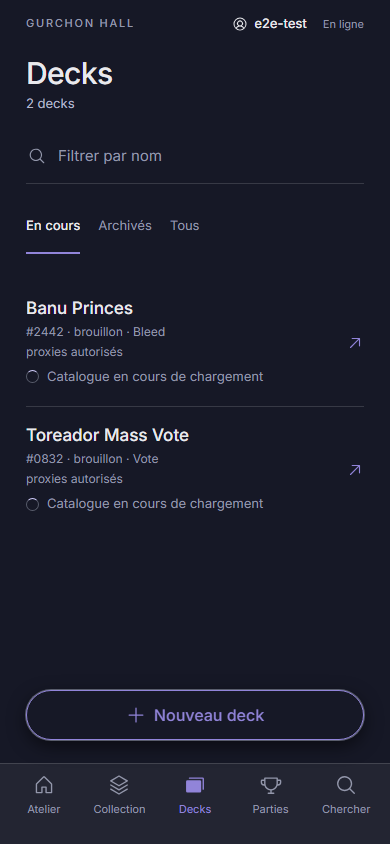 GURCHON HALL
e2e-test
En ligne
Decks
2 decks
Filtrer par nom
En cours
Archivés
Tous
Banu Princes
#2442 · brouillon · Bleed
proxies autorisés
Catalogue en cours de chargement
Toreador Mass Vote
#0832 · brouillon · Vote
proxies autorisés
Catalogue en cours de chargement
Nouveau deck
Atelier
Collection
Decks
Parties
Chercher